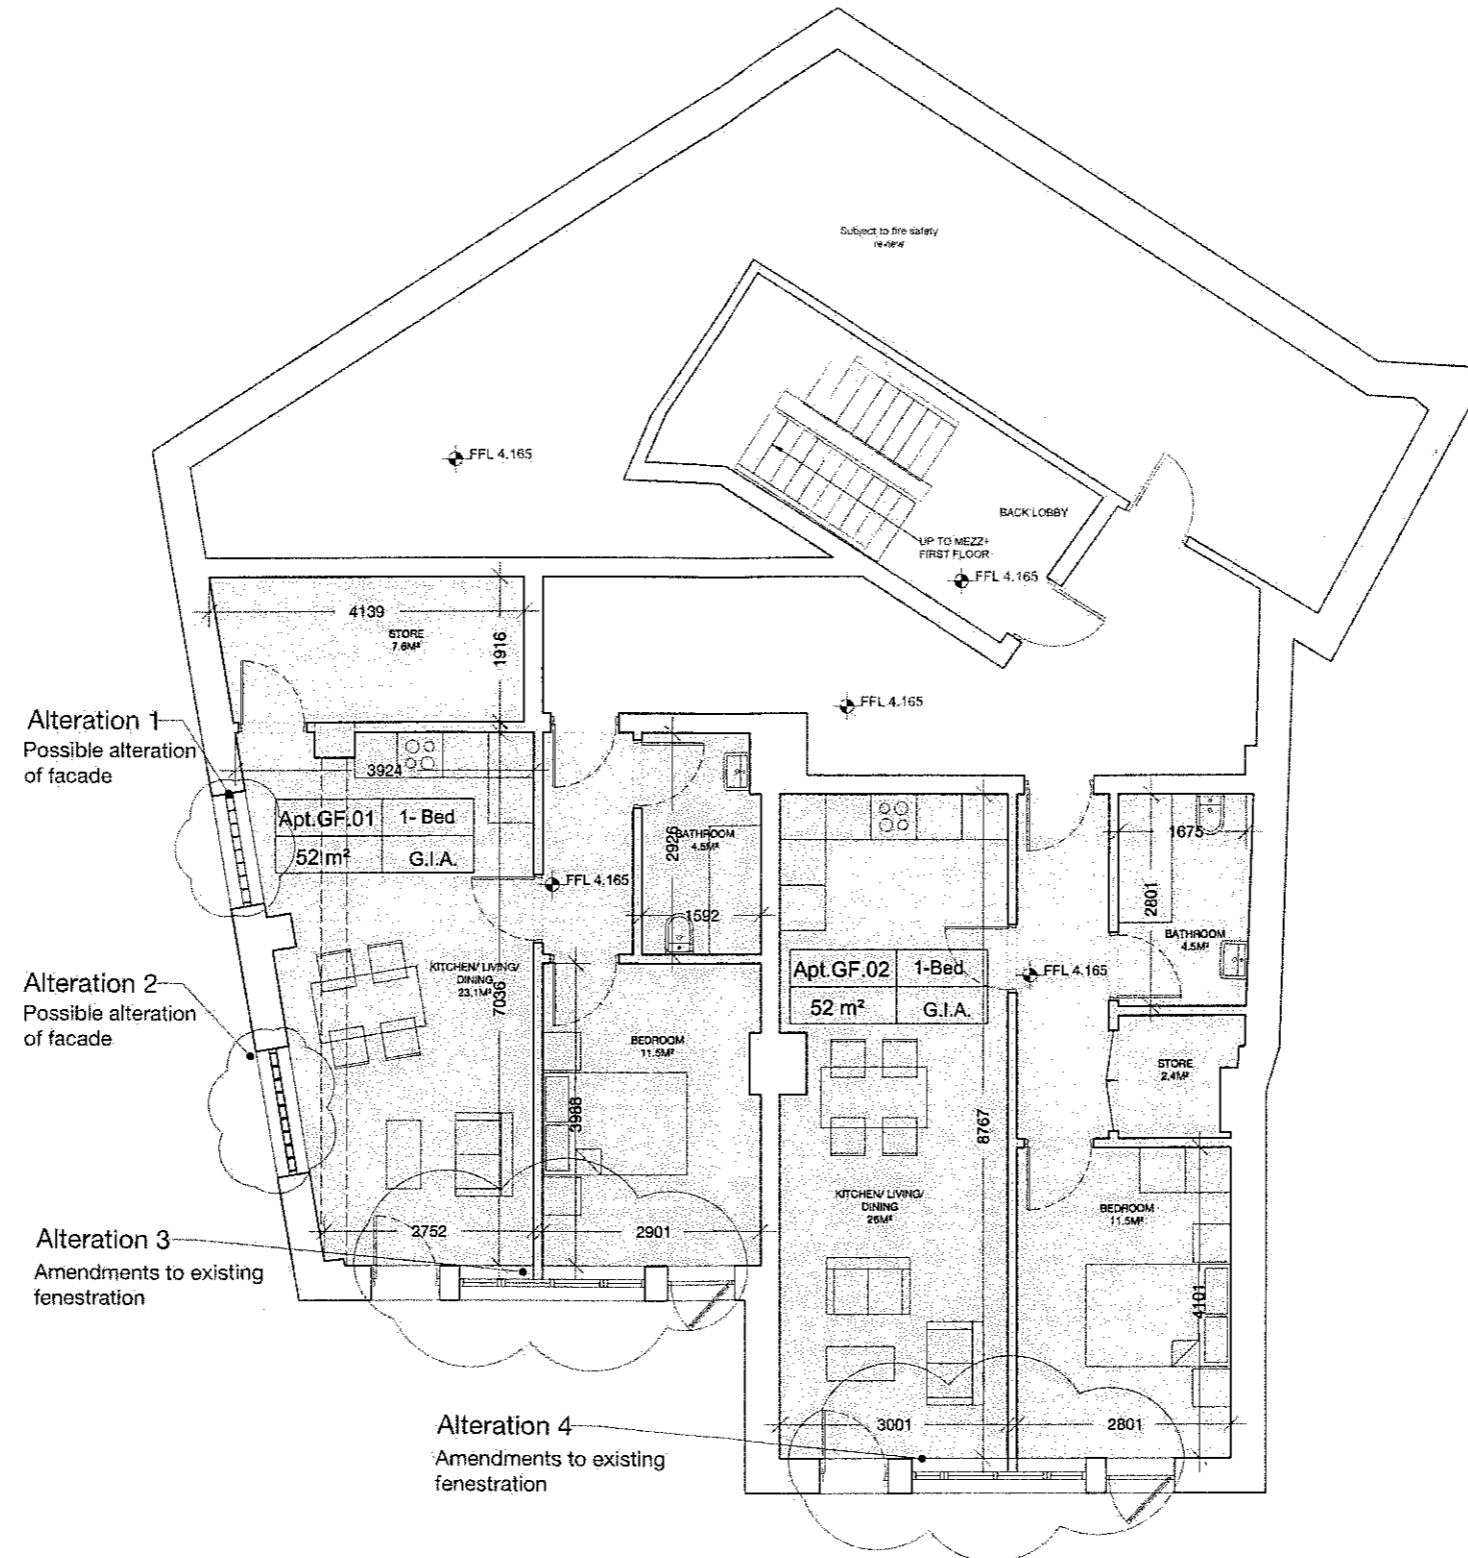 Subject to fire safety
review
FFL 4.165
BACK LOBBY
UP TO MEZZ+
FIRST FLOOR
FFL 4.165
4139
STORE
7.6M²
1916
FFL 4.165
Alteration 1
Possible alteration
of facade
3924
Apt.GF.01 1- Bed
52 m² G.I.A.
BATHROOM
4.5M²
2926
1592
FFL 4.165
1675
2801
BATHROOM
4.5M²
Apt.GF.02 1-Bed
52 m² G.I.A.
FFL 4.165
Alteration 2
Possible alteration
of facade
KITCHEN/ LIVING/
DINING
23.1M²
7036
BEDROOM
11.5M²
3988
STORE
2.4M²
8767
KITCHEN/ LIVING/
DINING
26M²
BEDROOM
11.5M²
4101
2752
2901
Alteration 3
Amendments to existing
fenestration
3001
2801
Alteration 4
Amendments to existing
fenestration